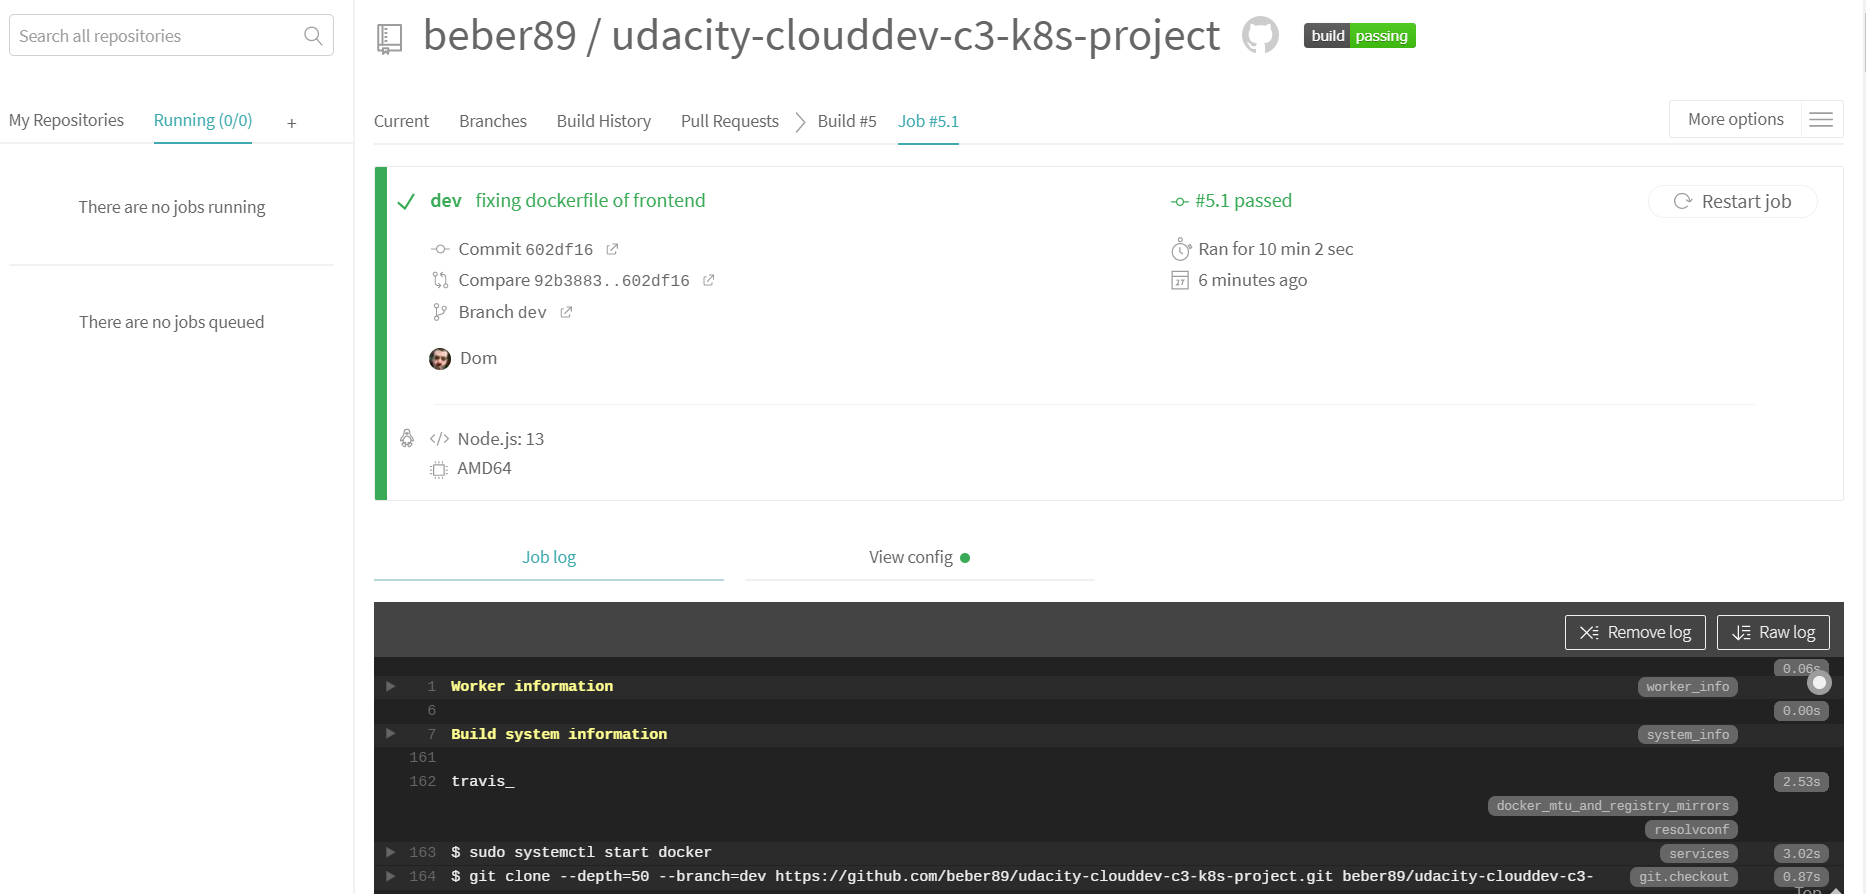 Search all repositories
beber89 / udacity-clouddev-c3-k8s-project
build passing
My Repositories Running (0/0) +
Current Branches Build History Pull Requests Build #5 Job #5.1
More options
There are no jobs running
There are no jobs queued
dev fixing dockerfile of frontend
#5.1 passed
Restart job
Commit 602df16
Ran for 10 min 2 sec
Compare 92b3883..602df16
6 minutes ago
27
Branch dev
Dom
Node.js: 13
AMD64
Job log
View config
Remove log
Raw log
0.06s
1 Worker information worker_info
6 0.00s
7 Build system information system_info
161
162 travis_ 2.53s
docker_mtu_and_registry_mirrors
resolvconf
163 $ sudo systemctl start docker services 3.02s
164 $ git clone --depth=50 --branch=dev https://github.com/beber89/udacity-clouddev-c3-k8s-project.git beber89/udacity-clouddev-c3- git.checkout 0.87s
Top